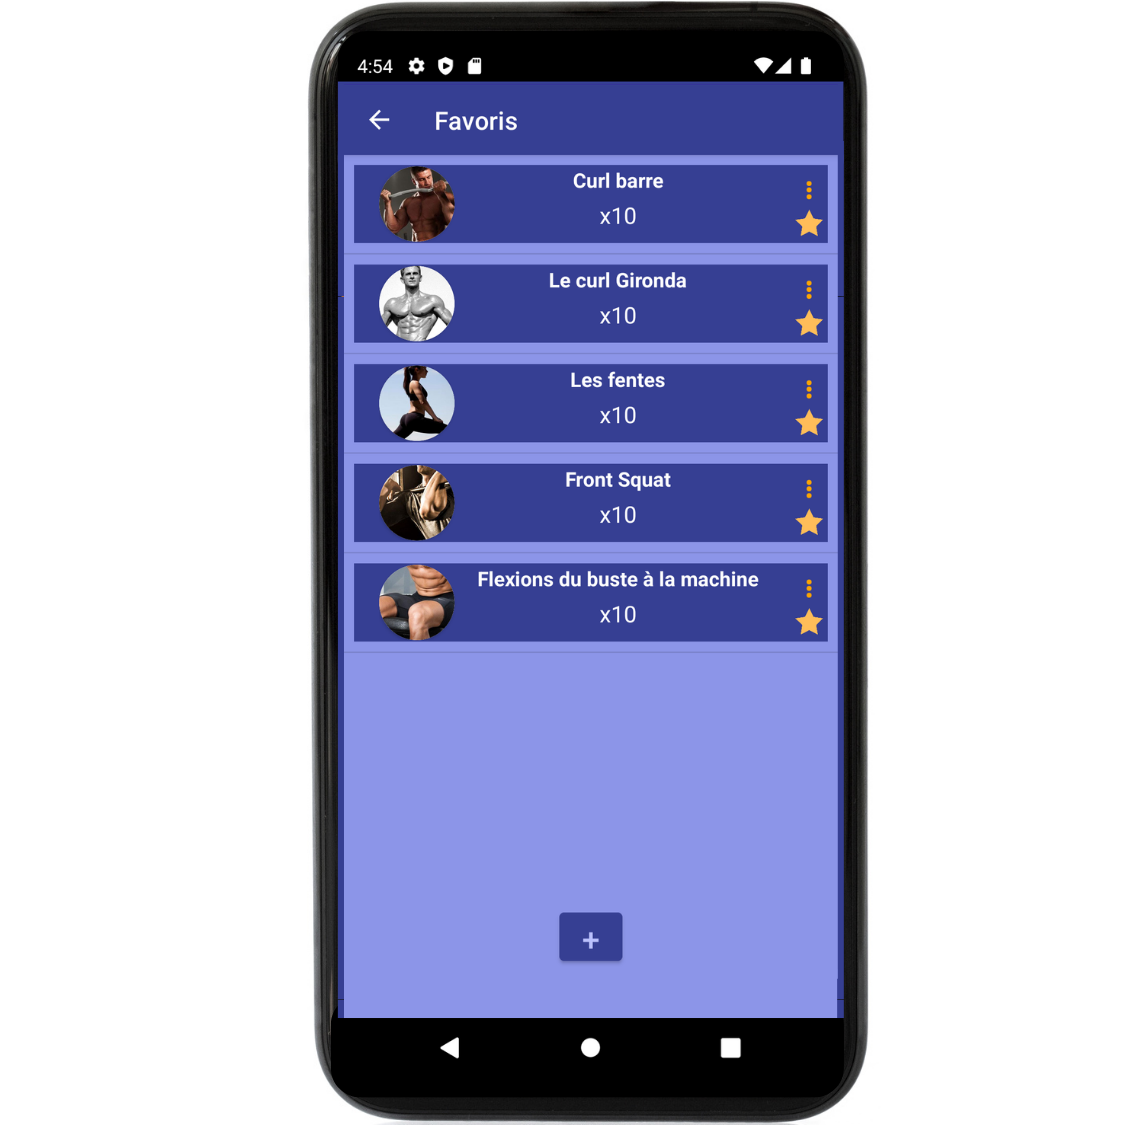 4:54
Favoris
Curl barre
x10
Le curl Gironda
x10
Les fentes
x10
Front Squat
x10
Flexions du buste à la machine
x10
+